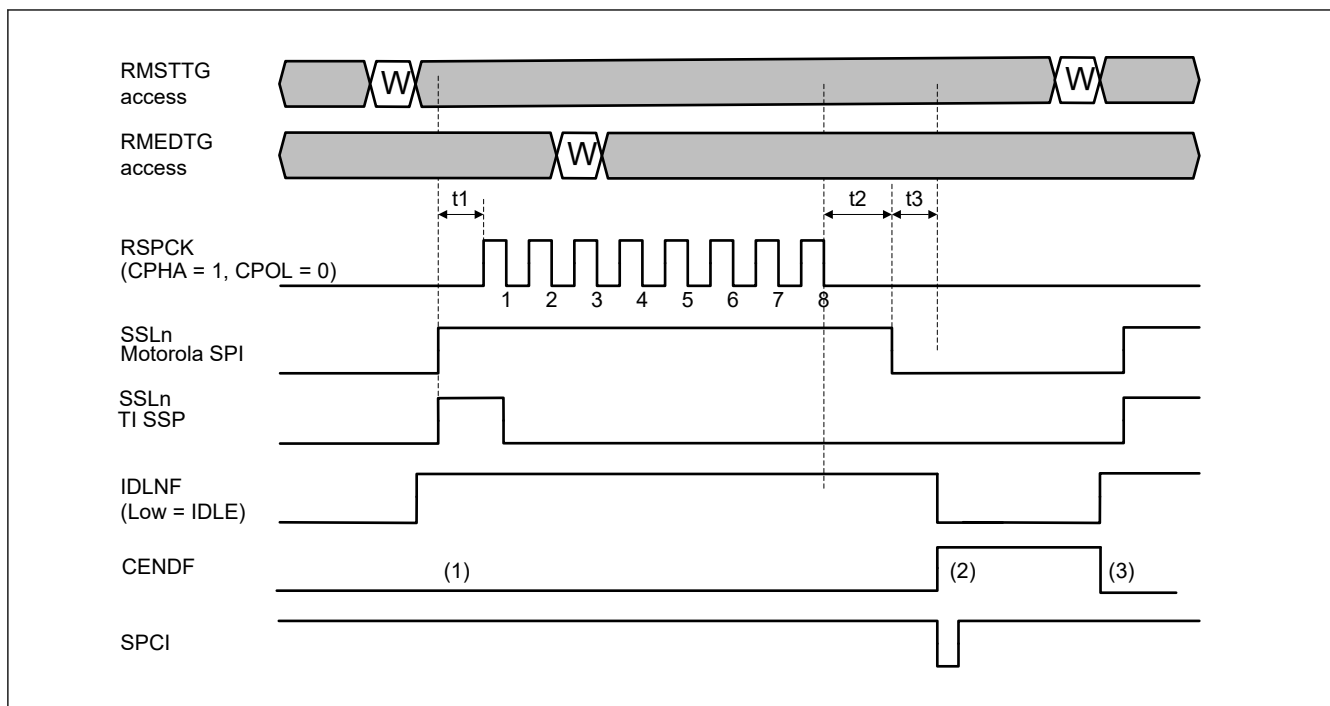 RMSTTG
access
W
W
RMEDTG
access
W
t1
t2
t3
RSPCK
(CPHA = 1, CPOL = 0)
1 2 3 4 5 6 7 8
SSLn
Motorola SPI
SSLn
TI SSP
IDLNF
(Low = IDLE)
CENDF
(1)
(2)
(3)
SPCI